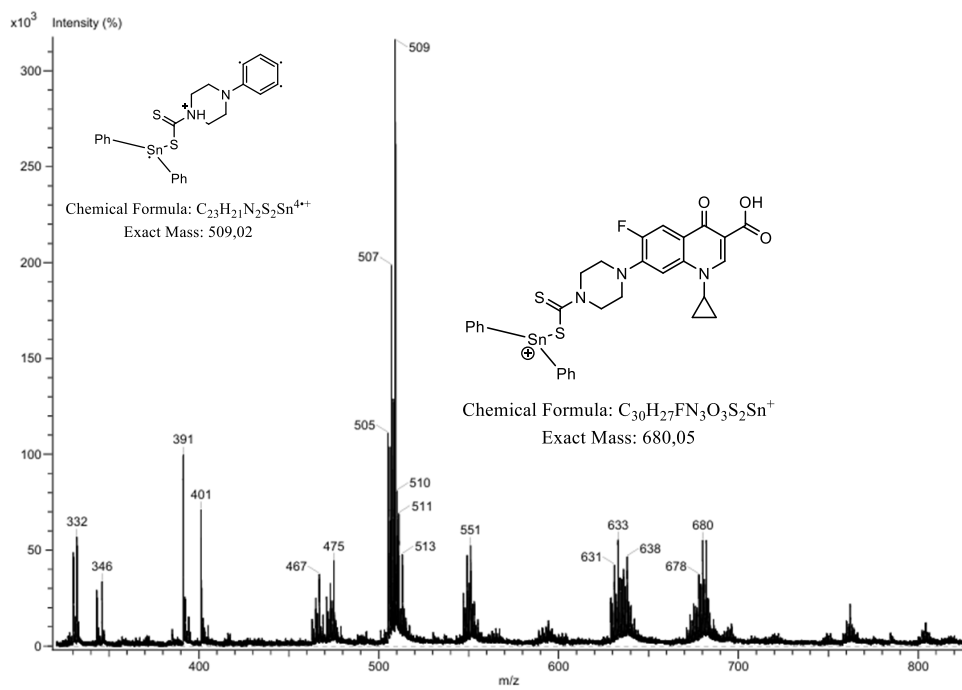 x10³ Intensity (%)
509
300
250
507
200
150
505
391
100
401
510
511
332
513
551
633
680
50
346
467
475
631
638
678
0
400
500
600
700
800
m/z
N
+
NH
S
S
Ph
Sn
Ph
Chemical Formula: C₂₃H₂₁N₂S₂Sn⁴•⁺
Exact Mass: 509,02
O
OH
F
O
N
N
N
S
S
Ph
Sn
⊕
Ph
Chemical Formula: C₃₀H₂₇FN₃O₃S₂Sn⁺
Exact Mass: 680,05